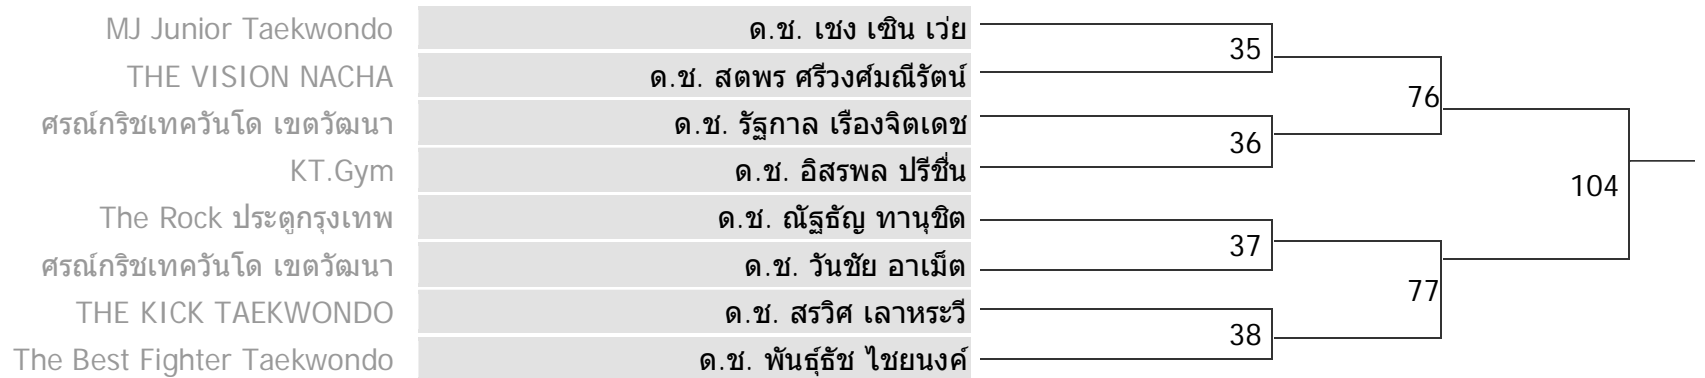 MJ Junior Taekwondo ด.ช. เชง เซิน เว่ย
35
THE VISION NACHA ด.ช. สตพร ศรีวงศ์มณีรัตน์
76
ศรณ์กริชเทควันโด เขตวัฒนา ด.ช. รัฐกาล เรืองจิตเดช
36
KT.Gym ด.ช. อิสรพล ปรีชื่น
104
The Rock ประตูกรุงเทพ ด.ช. ณัฐธัญ ทานุชิต
37
ศรณ์กริชเทควันโด เขตวัฒนา ด.ช. วันชัย อาเม็ต
77
THE KICK TAEKWONDO ด.ช. สรวิศ เลาหระวี
38
The Best Fighter Taekwondo ด.ช. พันธุ์ธัช ไชยนงค์